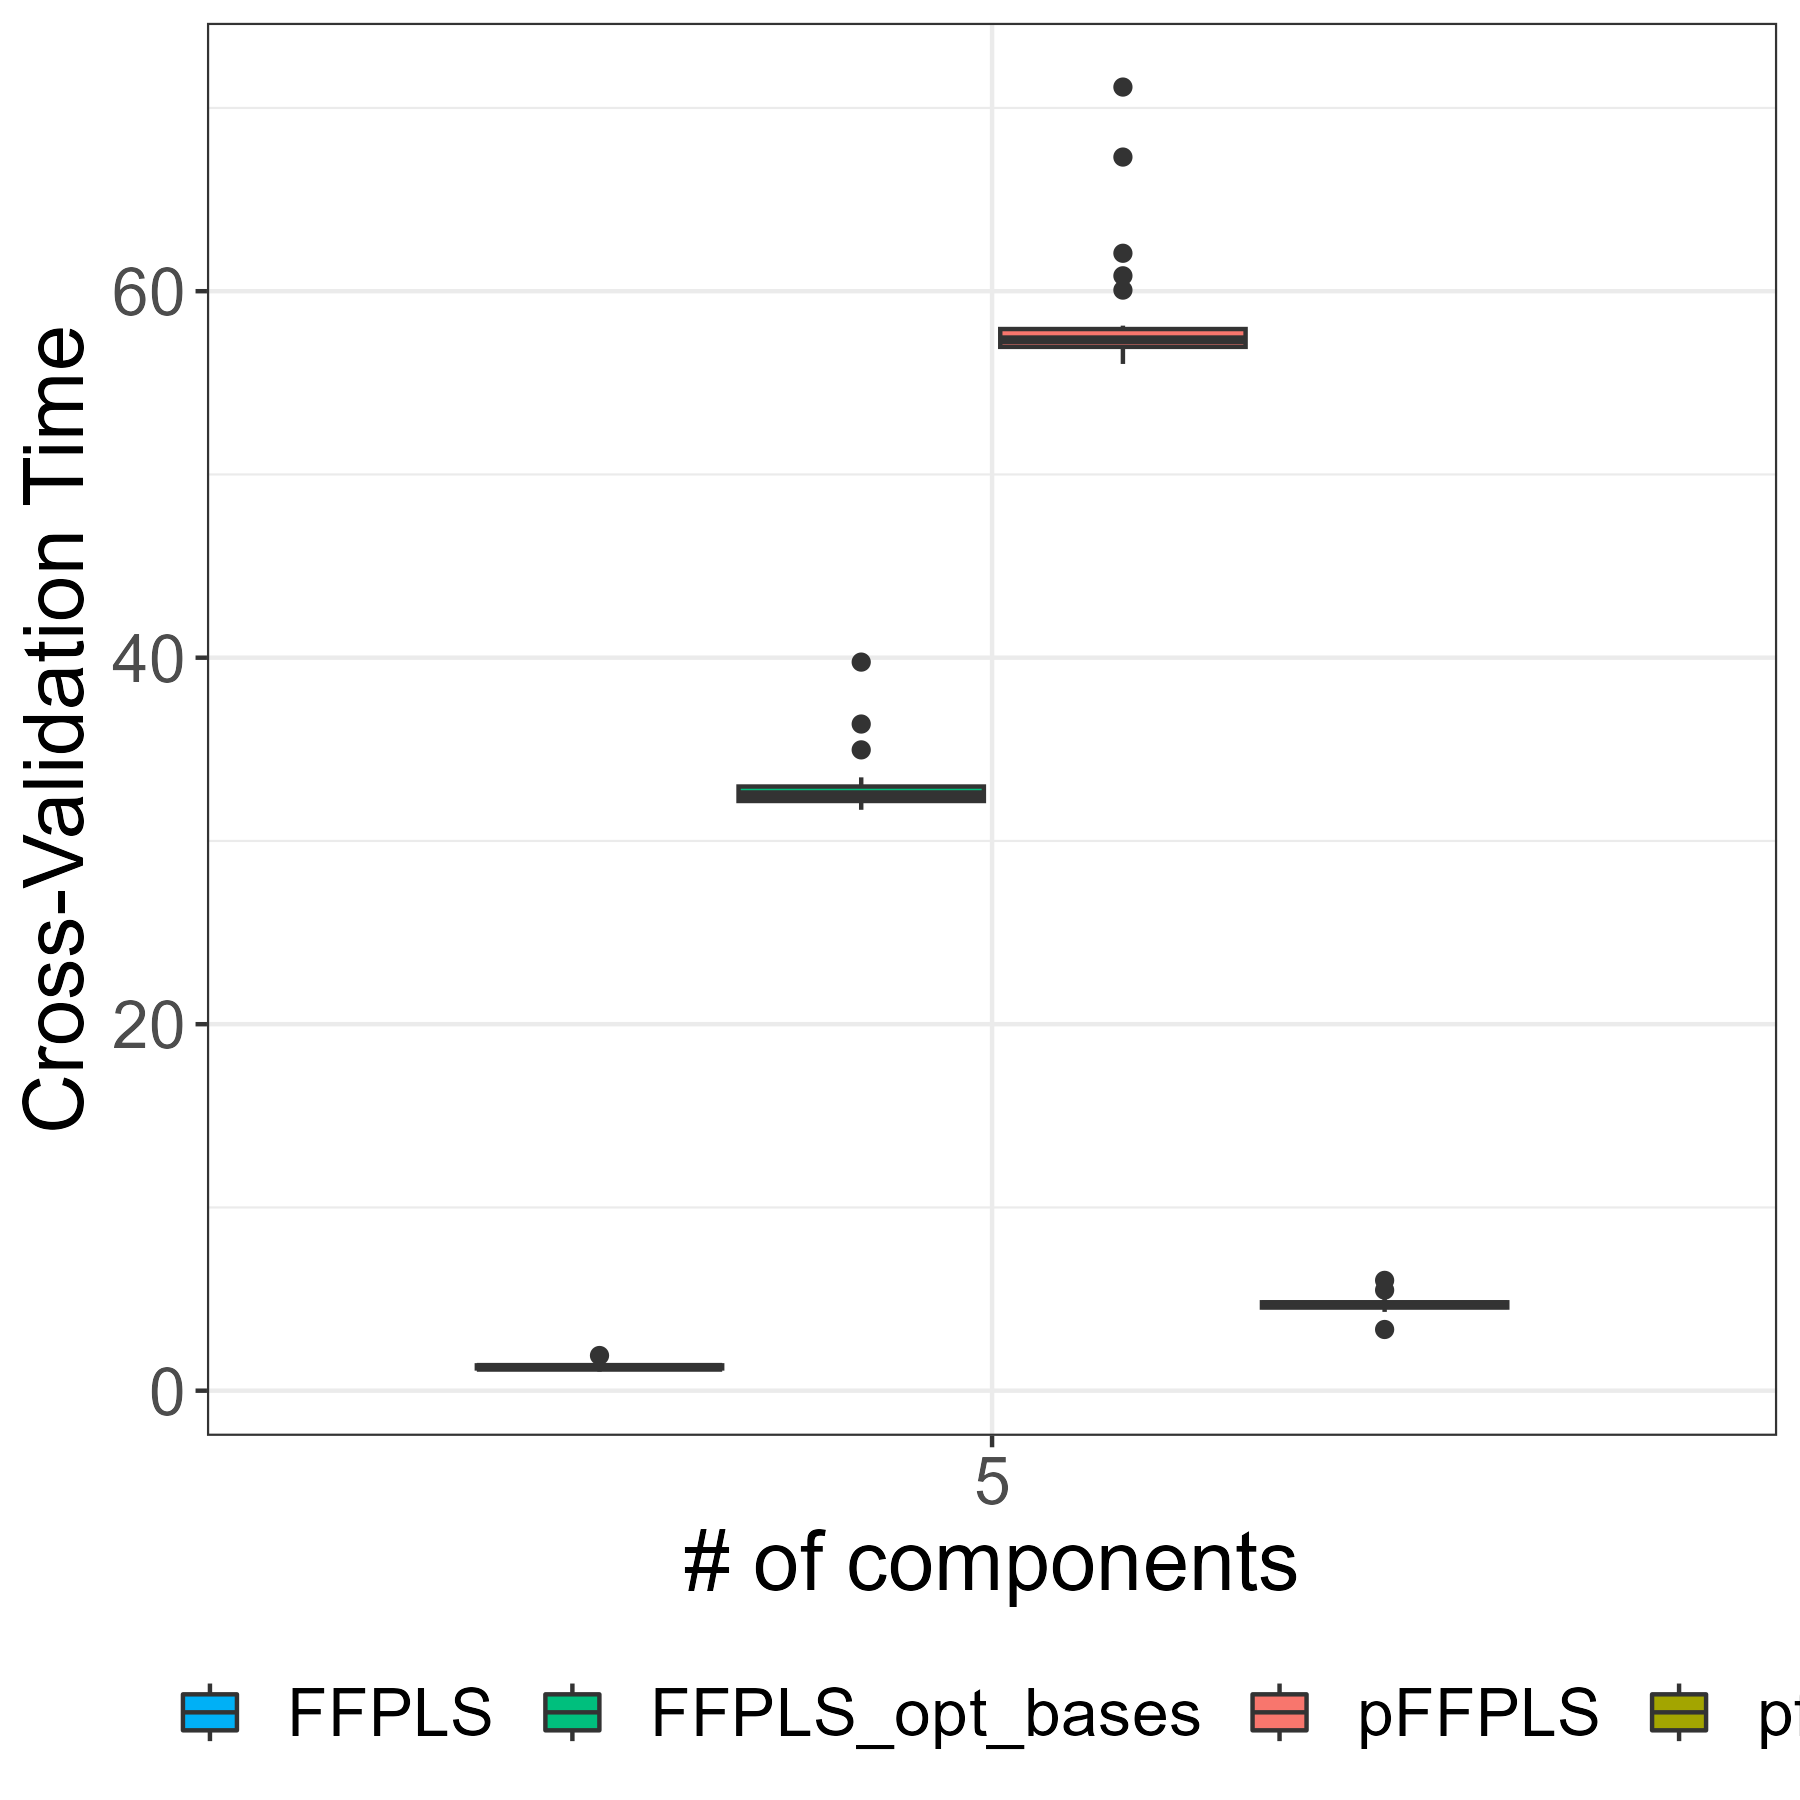 Cross-Validation Time
60
40
20
0
5
# of components
FFPLS FFPLS_opt_bases pFFPLS